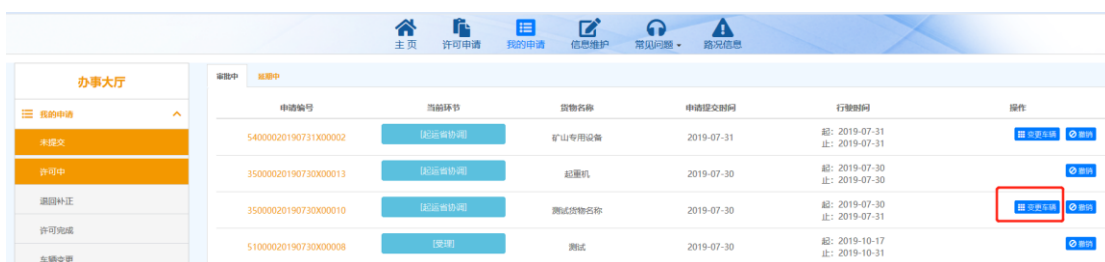 主页 许可申请 我的申请 信息维护 常见问题 路况信息
办事大厅
我的申请
未提交
许可中
退回补正
许可完成
车辆变更
审批中 延期中
申请编号 当前环节 货物名称 申请提交时间 行驶时间 操作
54000020190731X00002 [起运省协调] 矿山专用设备 2019-07-31 起：2019-07-31 变更车辆 撤销
止：2019-07-31
35000020190730X00013 [起运省协调] 起重机 2019-07-30 起：2019-07-30 撤销
止：2019-07-30
35000020190730X00010 [起运省协调] 测试货物名称 2019-07-30 起：2019-07-30 变更车辆 撤销
止：2019-07-31
51000020190730X00008 [受理] 测试 2019-07-30 起：2019-10-17 撤销
止：2019-10-31